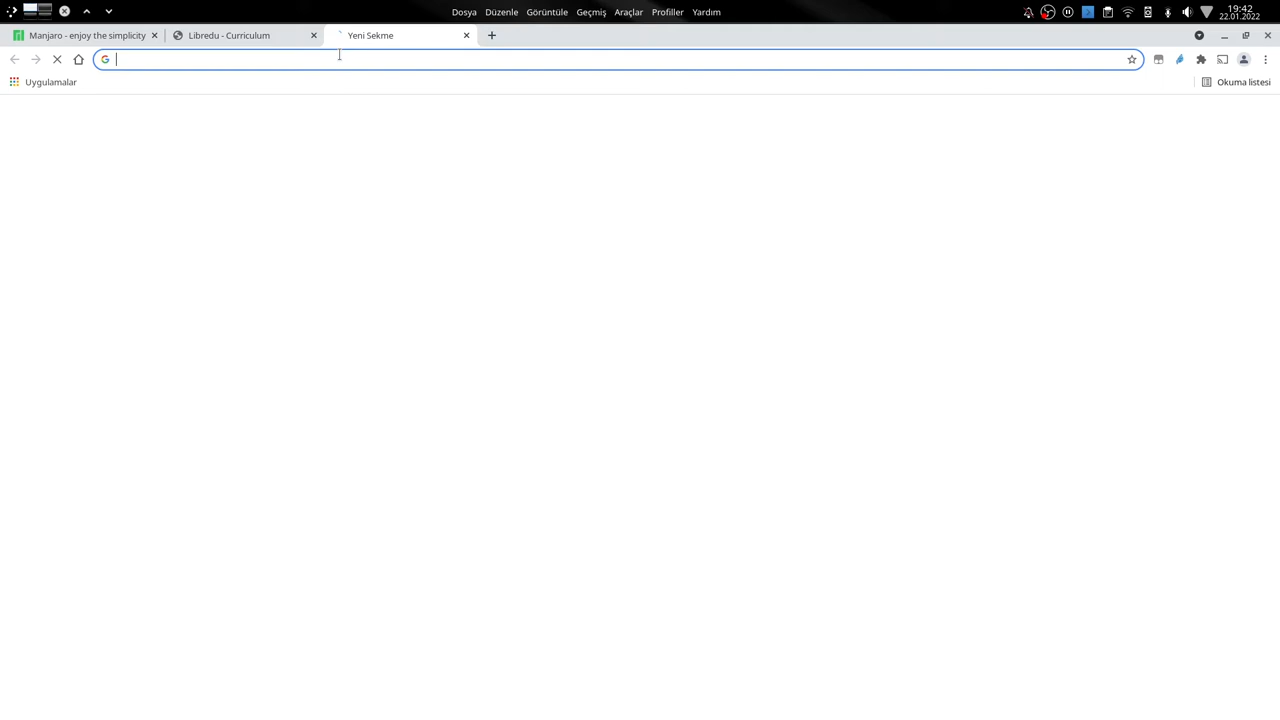 Dosya Düzenle Görüntüle Geçmiş Araçlar Profiller Yardım
19:42
22.01.2022
Manjaro - enjoy the simplicity Libredu - Curriculum Yeni Sekme
Uygulamalar Okuma listesi